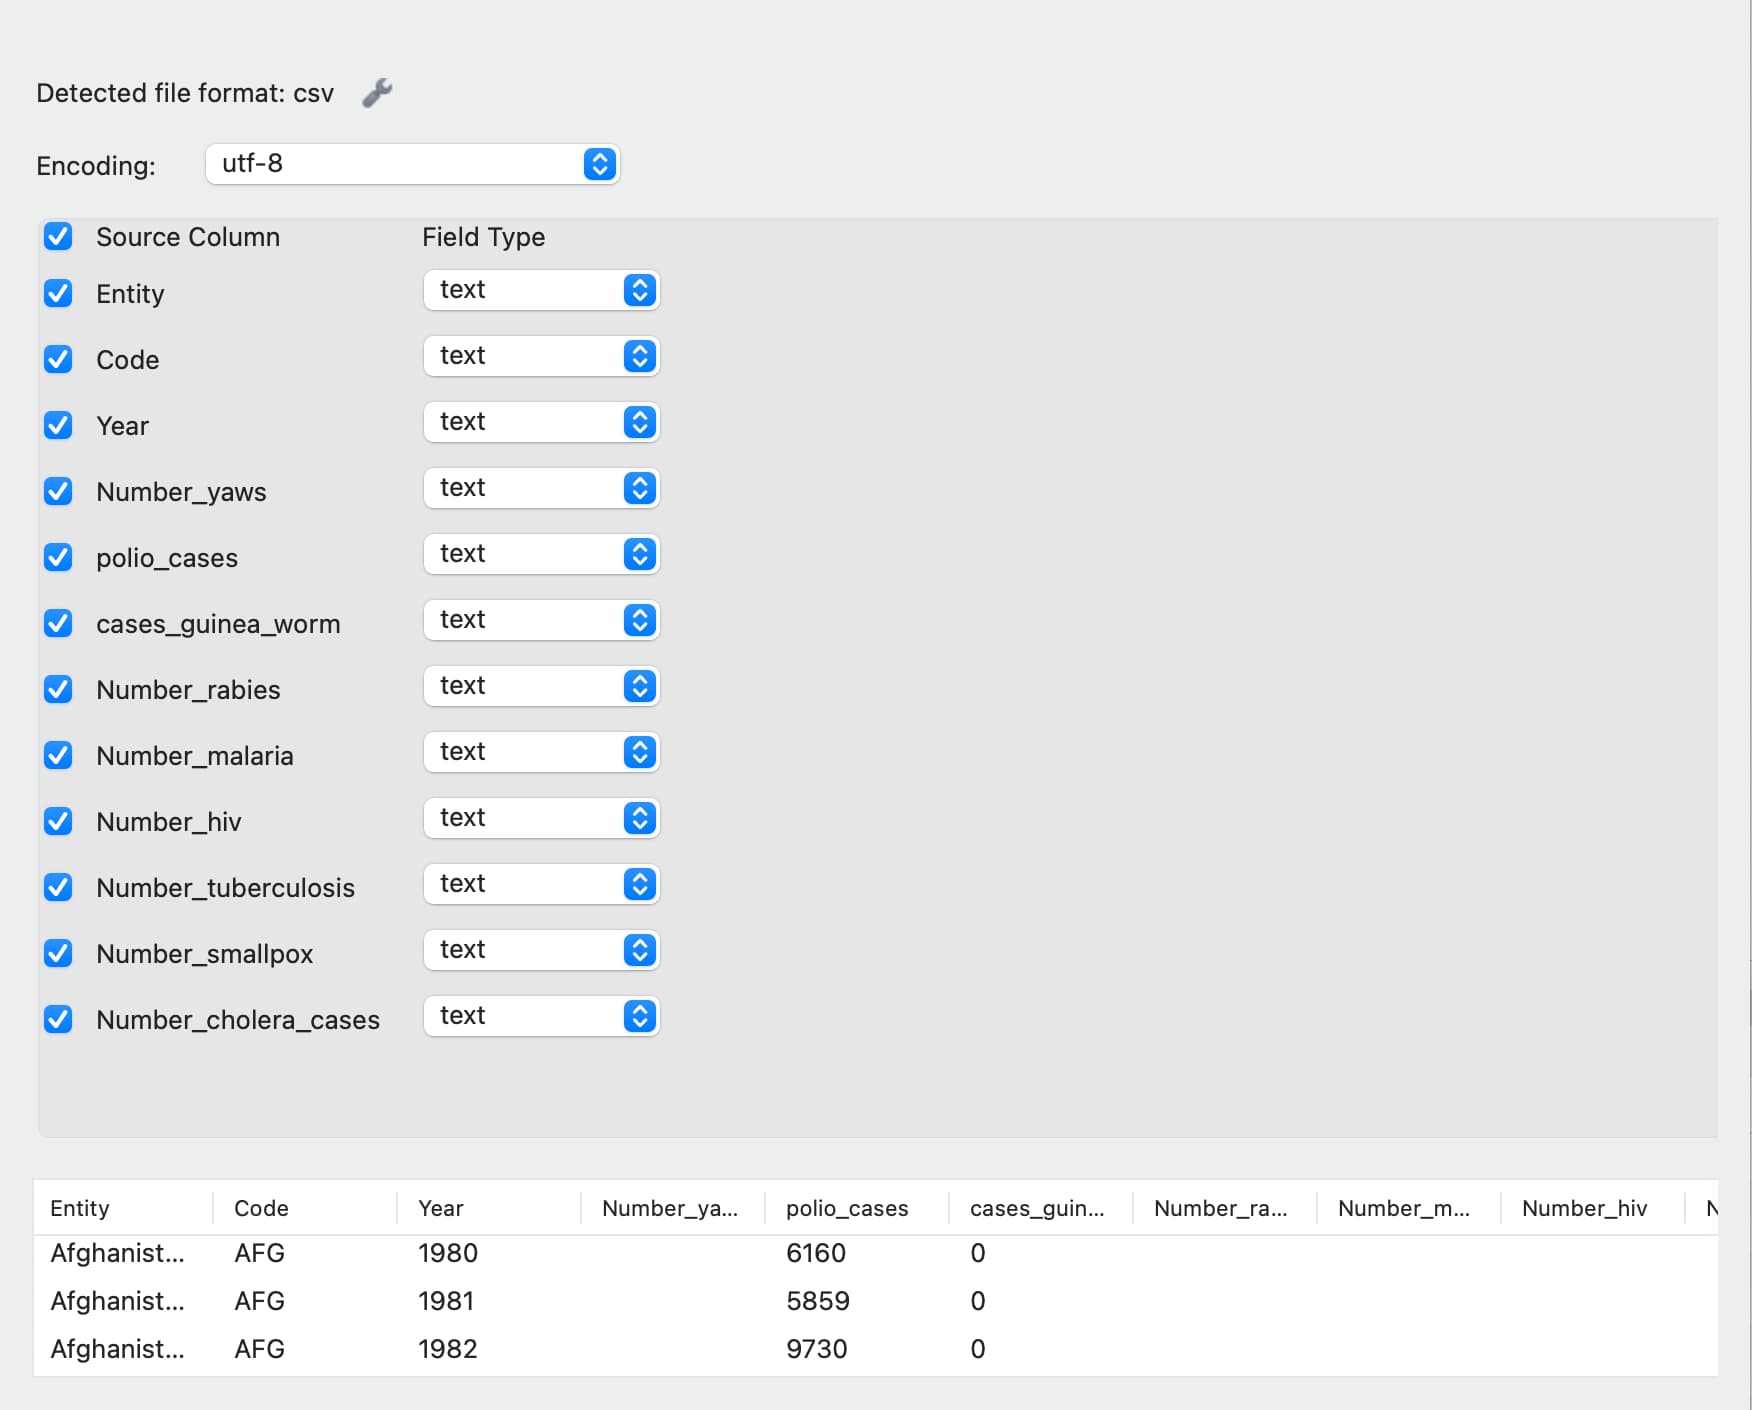 Detected file format: csv
Encoding: utf-8
Source Column Field Type
Entity text
Code text
Year text
Number_yaws text
polio_cases text
cases_guinea_worm text
Number_rabies text
Number_malaria text
Number_hiv text
Number_tuberculosis text
Number_smallpox text
Number_cholera_cases text
Entity Code Year Number_ya... polio_cases cases_guin... Number_ra... Number_m... Number_hiv N
Afghanist... AFG 1980 6160 0
Afghanist... AFG 1981 5859 0
Afghanist... AFG 1982 9730 0